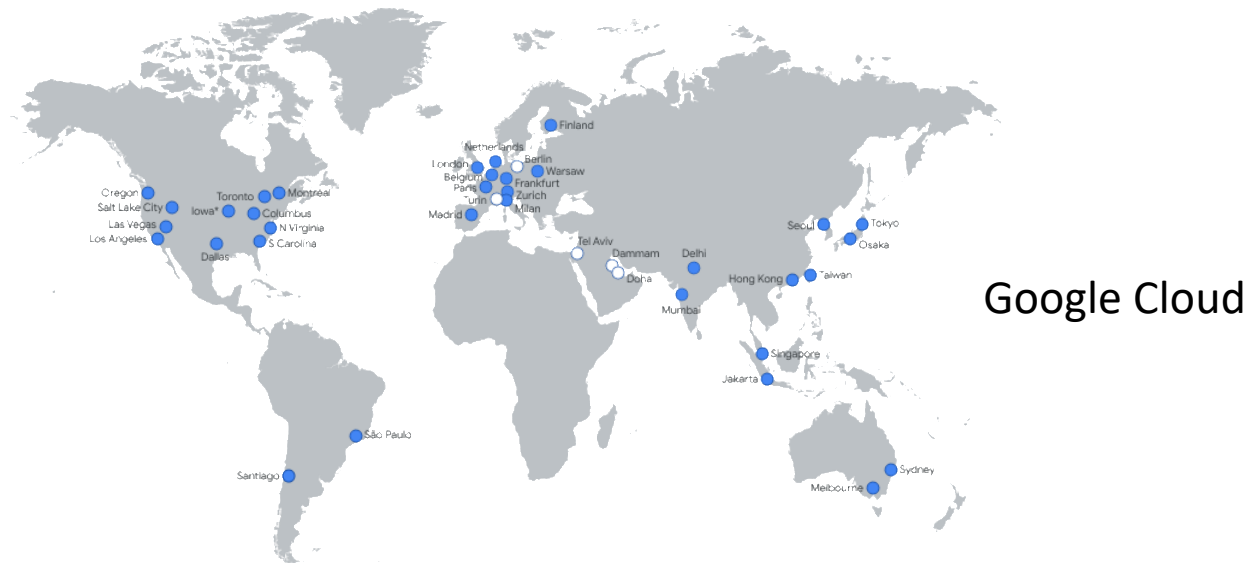 Finland
Netherlands
London
Berlin
Belgium
Warsaw
Paris
Frankfurt
Zurich
Turin
Milan
Madrid
Oregon
Toronto
Montréal
Salt Lake City
Iowa*
Columbus
Las Vegas
N Virginia
Los Angeles
S Carolina
Dallas
Tel Aviv
Dammam
Doha
Delhi
Mumbai
Seoul
Tokyo
Osaka
Hong Kong
Taiwan
Google Cloud
Singapore
Jakarta
São Paulo
Santiago
Sydney
Melbourne